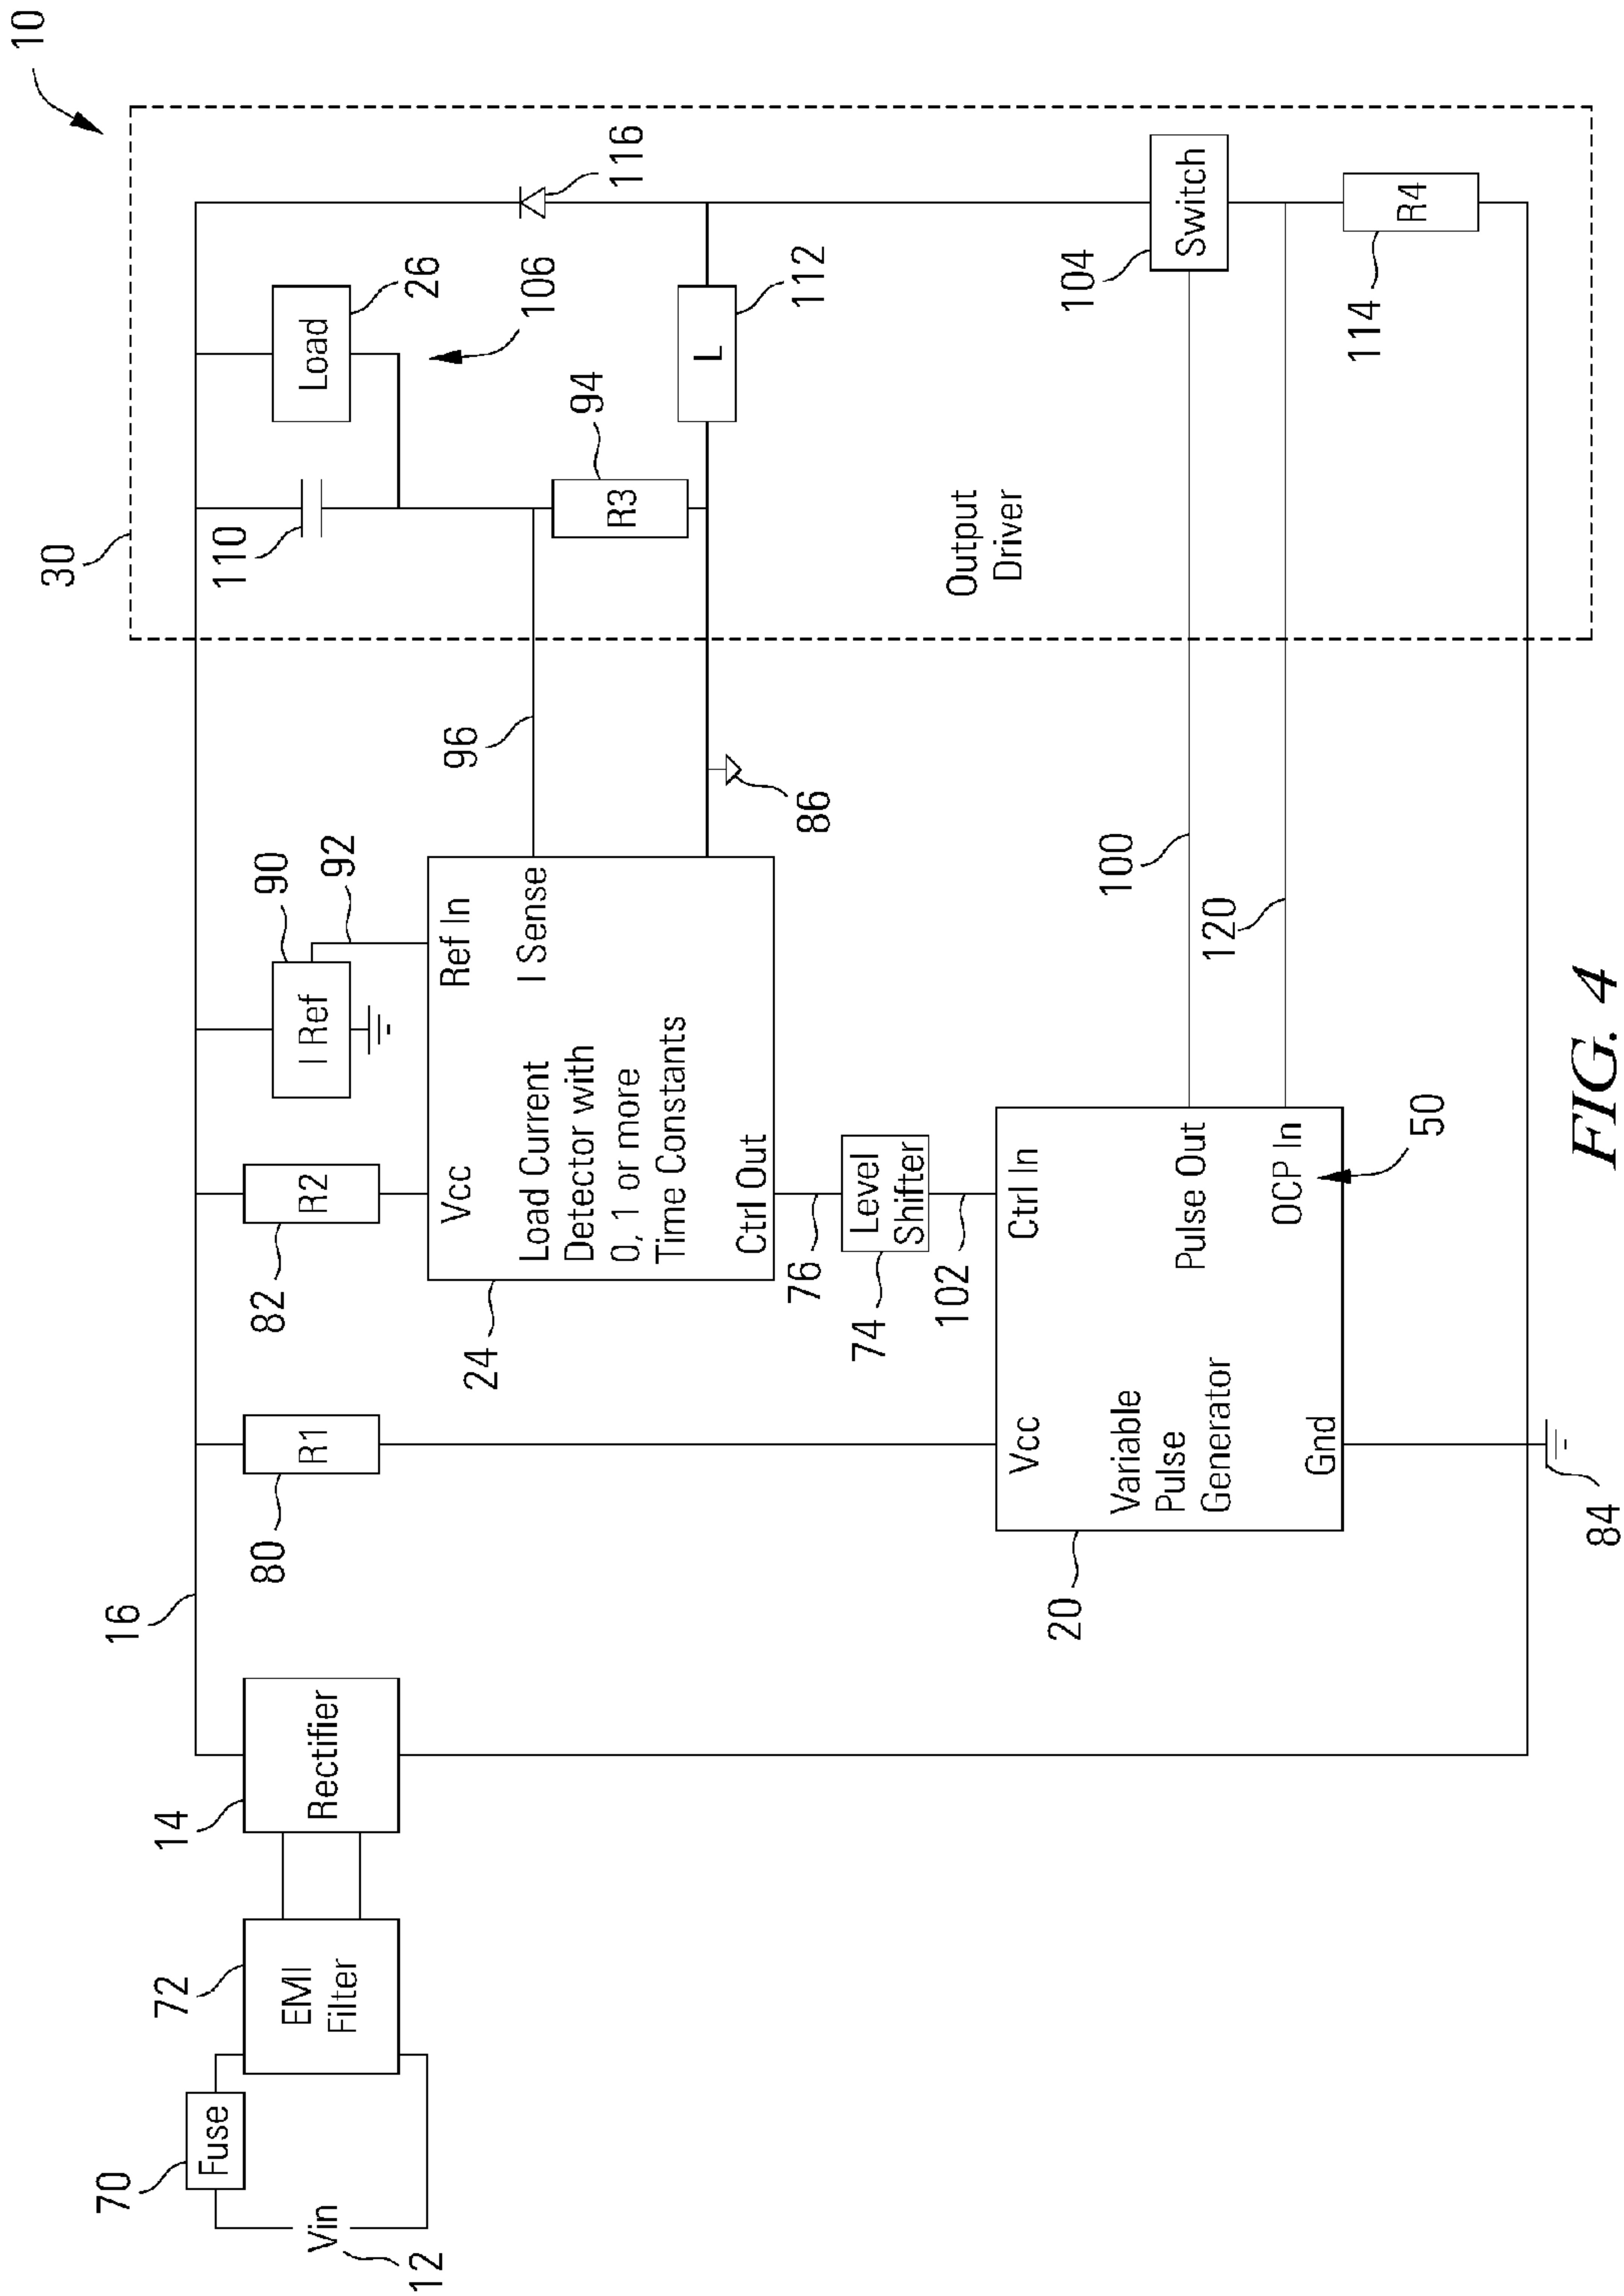 10
30
16
110
Load
26
106
116
R3
94
L
112
96
86
Output
Driver
Switch
104
R4
114
100
120
I Ref
90
92
R2
82
R1
80
Vcc
Ref In
I Sense
Load Current
Detector with
0, 1 or more
Time Constants
Ctrl Out
24
76
Level
Shifter
74
102
Vcc
Ctrl In
Variable
Pulse
Generator
Pulse Out
OCP In
Gnd
50
20
84
Rectifier
14
EMI
Filter
72
Fuse
70
Vin
12
FIG. 4